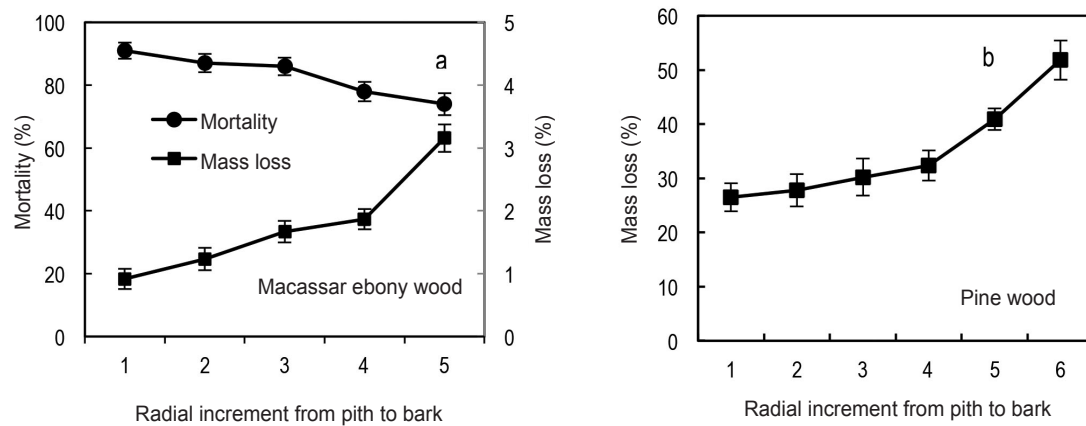 100
80
60
40
20
0
Mortality (%)
5
4
3
2
1
0
Mass loss (%)
a
Mortality
Mass loss
Macassar ebony wood
1 2 3 4 5
Radial increment from pith to bark
60
50
40
30
20
10
0
Mass loss (%)
b
Pine wood
1 2 3 4 5 6
Radial increment from pith to bark